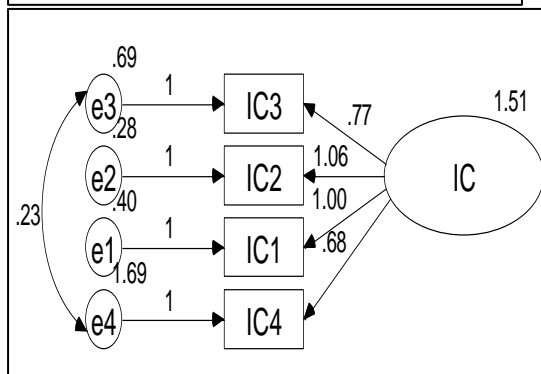 .69
e3 1 IC3 .77 1.51
.28
e2 1 IC2 1.06 IC
.23 .40 1.00
e1 1 IC1 .68
1.69
e4 1 IC4